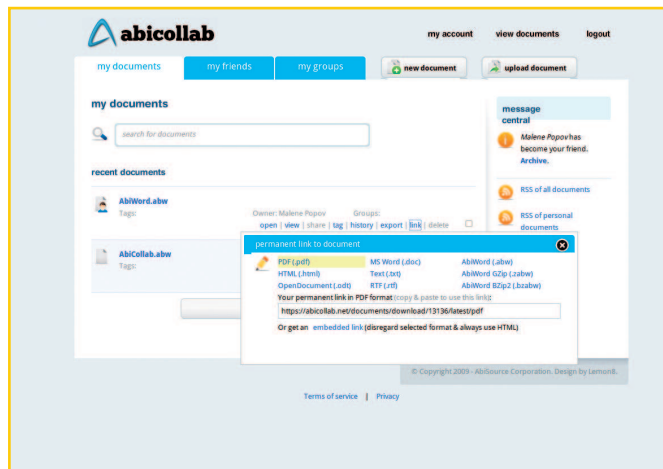 abicollab
my account view documents logout
my documents my friends my groups new document upload document
my documents
search for documents
recent documents
AbiWord.abw
Tags:
Owner: Malene Popov Groups:
open | view | share | tag | history | export | link | delete
AbiCollab.abw
Tags:
message
central
Malene Popov has
become your friend.
Archive.
RSS of all documents
RSS of personal
documents
permanent link to document
PDF (.pdf) MS Word (.doc) AbiWord (.abw)
HTML (.html) Text (.txt) AbiWord GZip (.zabw)
OpenDocument (.odt) RTF (.rtf) AbiWord BZip2 (.bzabw)
Your permanent link in PDF format (copy & paste to use this link):
https://abicollab.net/documents/download/13136/latest/pdf
Or get an embedded link (disregard selected format & always use HTML)
© Copyright 2009 - AbiSource Corporation. Design by Lemun8.
Terms of service | Privacy